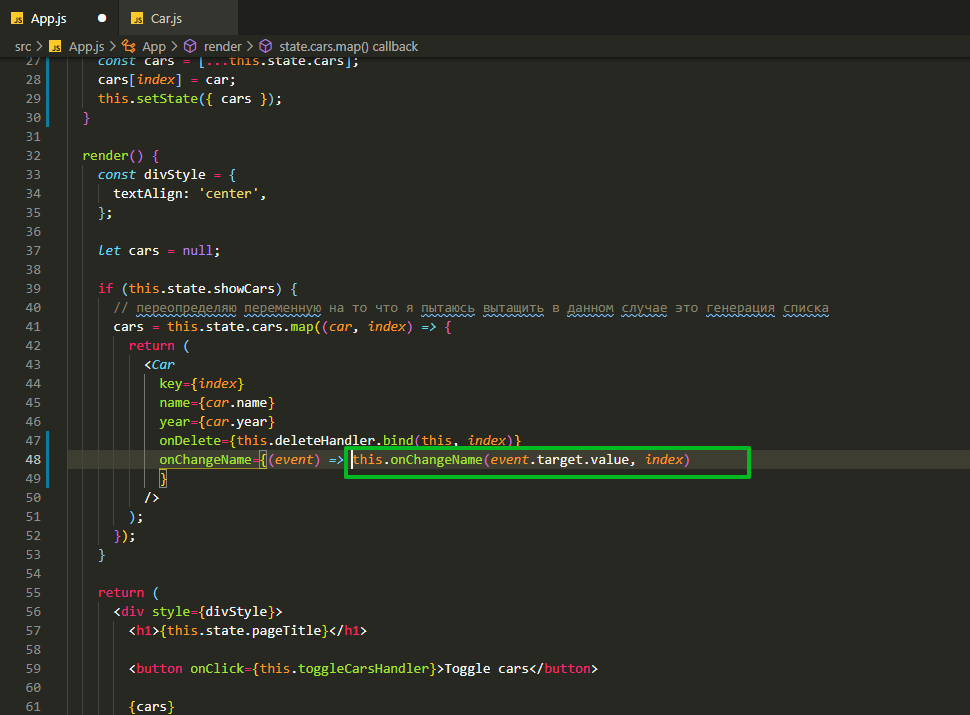 JS App.js
JS Car.js
src > JS App.js > App > render > state.cars.map() callback
27 const cars = [...this.state.cars];
28 cars[index] = car;
29 this.setState({ cars });
30 }
31
32 render() {
33 const divStyle = {
34 textAlign: 'center',
35 };
36
37 let cars = null;
38
39 if (this.state.showCars) {
40 // переопределяю переменную на то что я пытаюсь вытащить в данном случае это генерация списка
41 cars = this.state.cars.map((car, index) => {
42 return (
43 <Car
44 key={index}
45 name={car.name}
46 year={car.year}
47 onDelete={this.deleteHandler.bind(this, index)}
48 onChangeName={(event) => this.onChangeName(event.target.value, index)
49 }
50 />
51 );
52 });
53 }
54
55 return (
56 <div style={divStyle}>
57 <h1>{this.state.pageTitle}</h1>
58
59 <button onClick={this.toggleCarsHandler}>Toggle cars</button>
60
61 {cars}